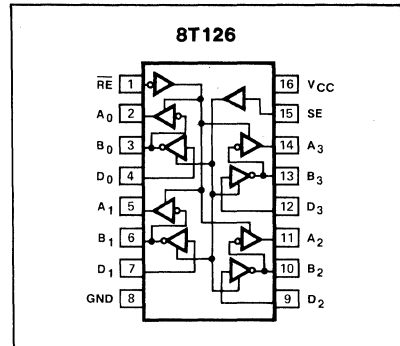 8T126
RE 1 16 VCC
A0 2 15 SE
B0 3 14 A3
D0 4 13 B3
A1 5 12 D3
B1 6 11 A2
D1 7 10 B2
GND 8 9 D2